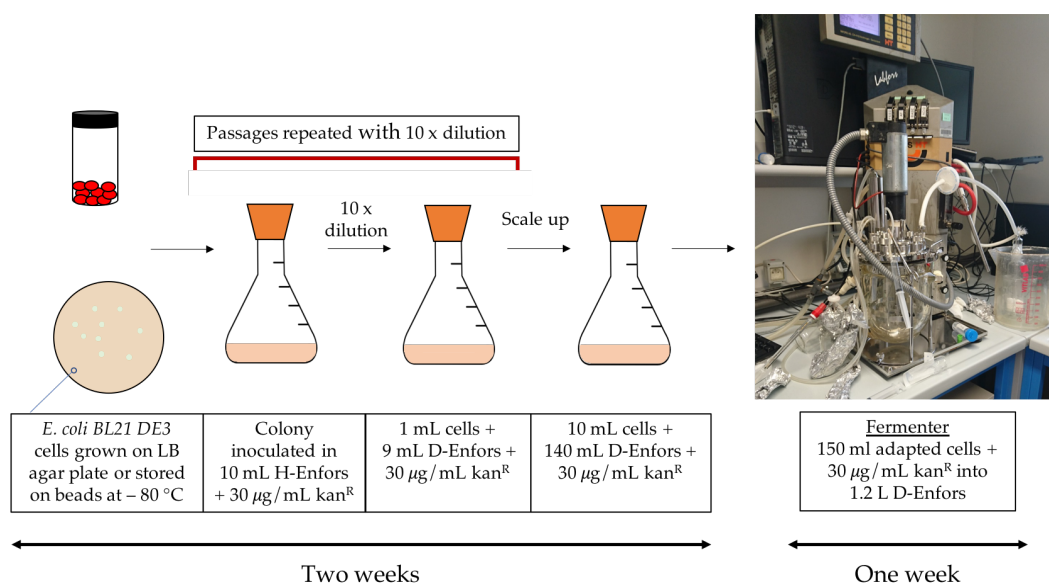 Passages repeated with 10 x dilution
10 x
dilution
Scale up
Labfors
E. coli BL21 DE3
cells grown on LB
agar plate or stored
on beads at – 80 °C
Colony
inoculated in
10 mL H-Enfors
+ 30 µg/mL kanᴿ
1 mL cells +
9 mL D-Enfors +
30 µg/mL kanᴿ
10 mL cells +
140 mL D-Enfors +
30 µg/mL kanᴿ
Fermenter
150 ml adapted cells +
30 µg/mL kanᴿ into
1.2 L D-Enfors
Two weeks
One week